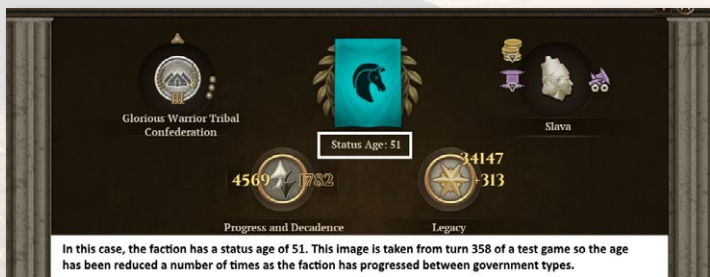 III
Glorious Warrior Tribal
Confederation
Status Age: 51
Slava
4569
1782
34147
+313
Progress and Decadence
Legacy
In this case, the faction has a status age of 51. This image is taken from turn 358 of a test game so the age
has been reduced a number of times as the faction has progressed between government types.